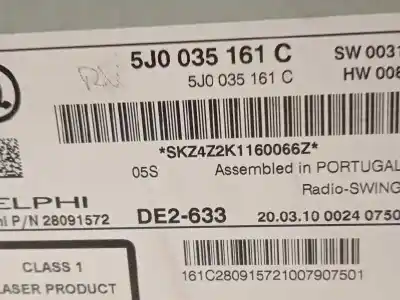 5J0 035 161 C SW 0031
5J0 035 161 C HW 008
*SKZ4Z2K1160066Z*
05S Assembled in PORTUGAL
Radio-SWING
ELPHI
P/N 28091572 DE2-633 20.03.10 0024 0750
CLASS 1
LASER PRODUCT
161C280915721007907501